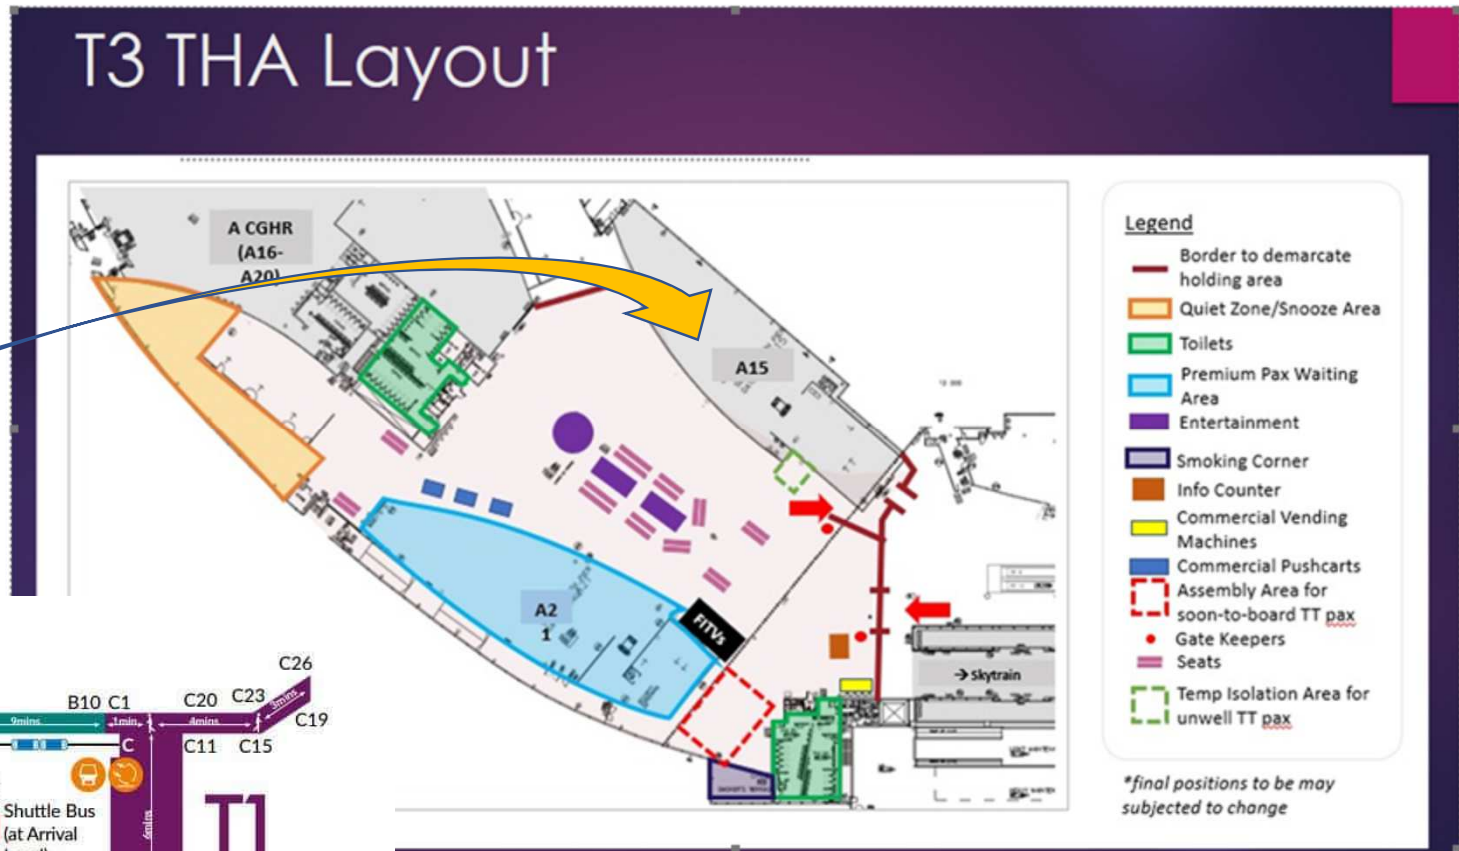 T3 THA Layout
A CGHR
(A16-
A20)
A15
A2
1
FITVs
→Skytrain
Legend
Border to demarcate
holding area
Quiet Zone/Snooze Area
Toilets
Premium Pax Waiting
Area
Entertainment
Smoking Corner
Info Counter
Commercial Vending
Machines
Commercial Pushcarts
Assembly Area for
soon-to-board TT pax
Gate Keepers
Seats
Temp Isolation Area for
unwell TT pax
*final positions to be may
subjected to change
C26
B10 C1
C20
C23
3mins
C19
9mins
1min
4mins
C
C11
C15
Shuttle Bus
(at Arrival
6mins
T1
TT